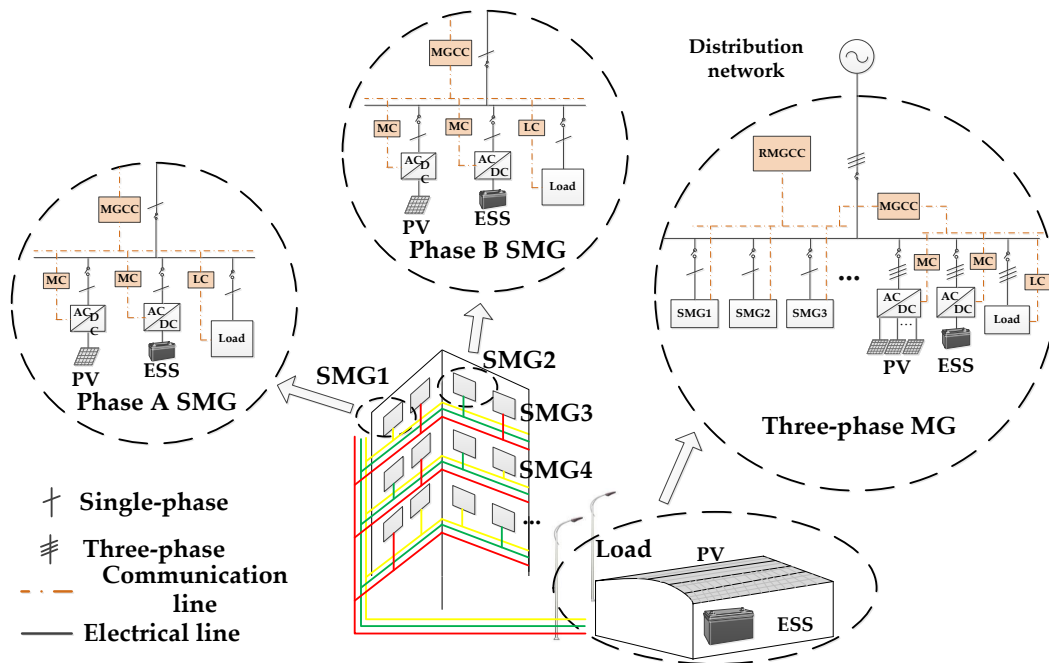 MGCC
MC
MC
LC
AC
DC
AC
DC
Load
PV
ESS
Phase A SMG
MGCC
MC
MC
LC
AC
DC
AC
DC
Load
PV
ESS
Phase B SMG
Distribution
network
RMGCC
MGCC
MC
MC
LC
SMG1
SMG2
SMG3
...
AC
DC
...
AC
DC
Load
PV
ESS
Three-phase MG
SMG1
SMG2
SMG3
SMG4
...
Load
PV
ESS
Single-phase
Three-phase
Communication
line
Electrical line